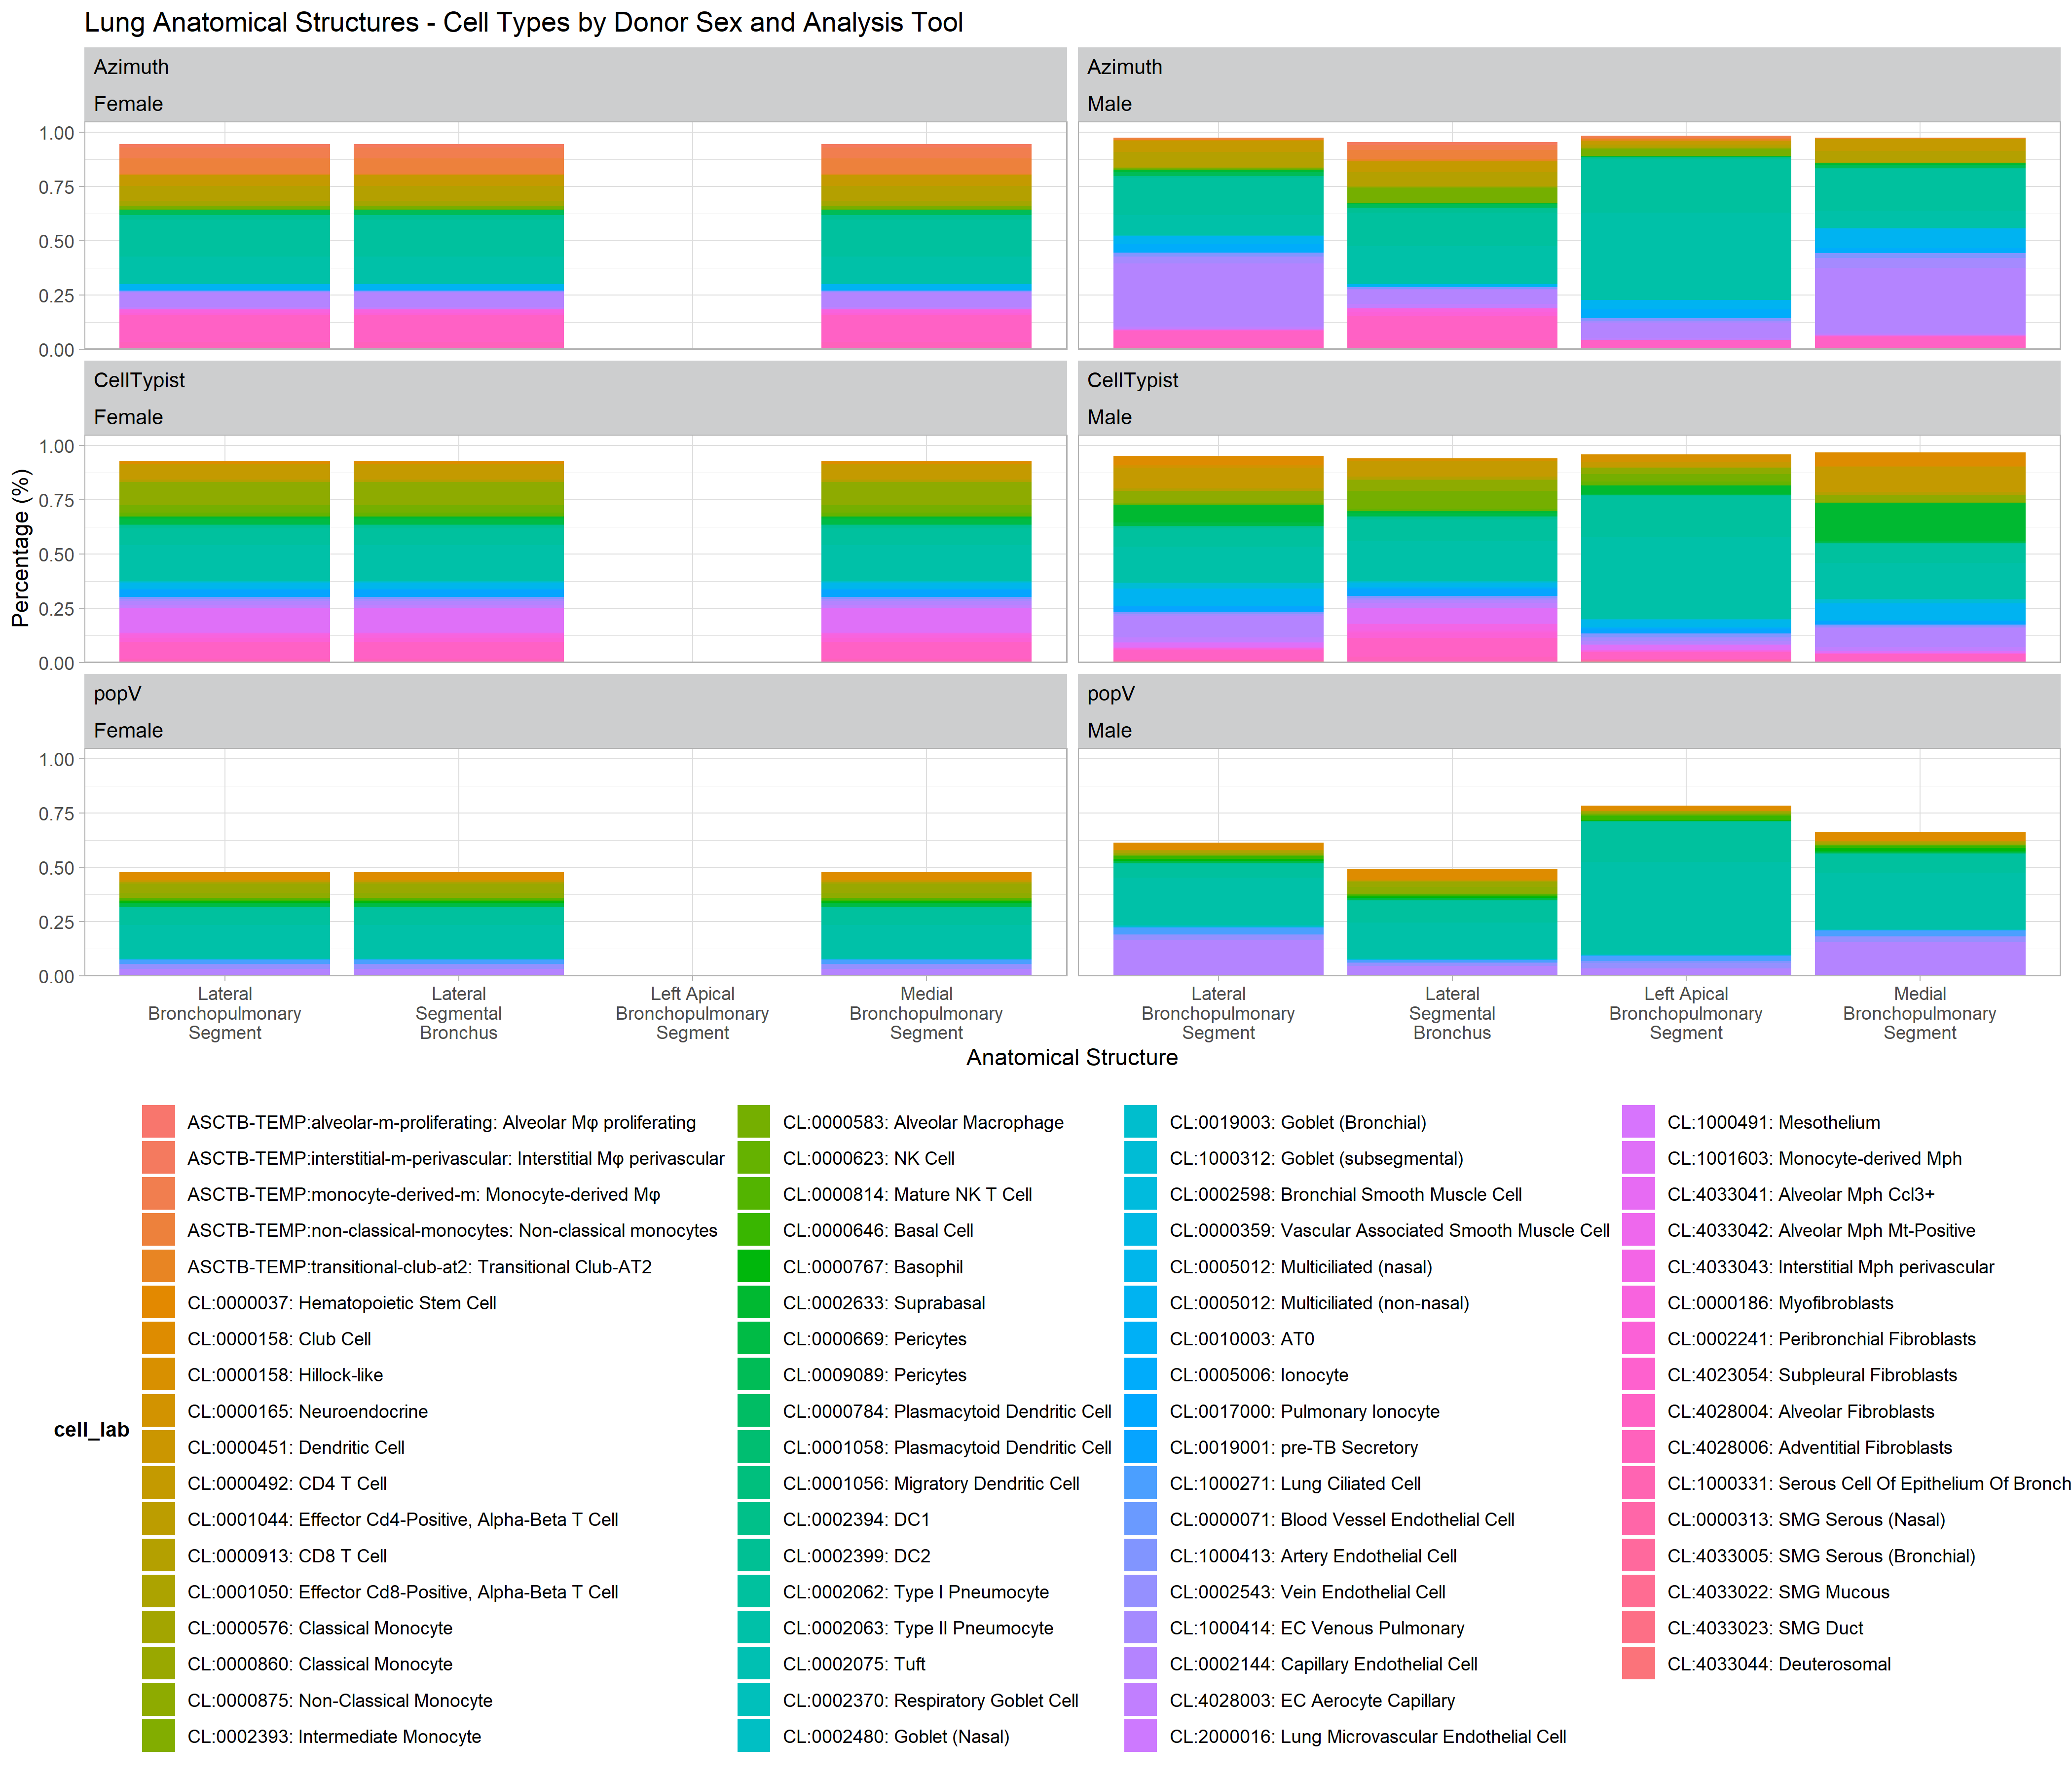 Lung Anatomical Structures - Cell Types by Donor Sex and Analysis Tool
Azimuth
Female
Azimuth
Male
1.00
0.75
0.50
0.25
0.00
CellTypist
Female
CellTypist
Male
1.00
0.75
0.50
0.25
0.00
popV
Female
popV
Male
1.00
0.75
0.50
0.25
0.00
Percentage (%)
Lateral
Bronchopulmonary
Segment
Lateral
Segmental
Bronchus
Left Apical
Bronchopulmonary
Segment
Medial
Bronchopulmonary
Segment
Lateral
Bronchopulmonary
Segment
Lateral
Segmental
Bronchus
Left Apical
Bronchopulmonary
Segment
Medial
Bronchopulmonary
Segment
Anatomical Structure
cell_lab
ASCTB-TEMP:alveolar-m-proliferating: Alveolar Mφ proliferating
ASCTB-TEMP:interstitial-m-perivascular: Interstitial Mφ perivascular
ASCTB-TEMP:monocyte-derived-m: Monocyte-derived Mφ
ASCTB-TEMP:non-classical-monocytes: Non-classical monocytes
ASCTB-TEMP:transitional-club-at2: Transitional Club-AT2
CL:0000037: Hematopoietic Stem Cell
CL:0000158: Club Cell
CL:0000158: Hillock-like
CL:0000165: Neuroendocrine
CL:0000451: Dendritic Cell
CL:0000492: CD4 T Cell
CL:0001044: Effector Cd4-Positive, Alpha-Beta T Cell
CL:0000913: CD8 T Cell
CL:0001050: Effector Cd8-Positive, Alpha-Beta T Cell
CL:0000576: Classical Monocyte
CL:0000860: Classical Monocyte
CL:0000875: Non-Classical Monocyte
CL:0002393: Intermediate Monocyte
CL:0000583: Alveolar Macrophage
CL:0000623: NK Cell
CL:0000814: Mature NK T Cell
CL:0000646: Basal Cell
CL:0000767: Basophil
CL:0002633: Suprabasal
CL:0000669: Pericytes
CL:0009089: Pericytes
CL:0000784: Plasmacytoid Dendritic Cell
CL:0001058: Plasmacytoid Dendritic Cell
CL:0001056: Migratory Dendritic Cell
CL:0002394: DC1
CL:0002399: DC2
CL:0002062: Type I Pneumocyte
CL:0002063: Type II Pneumocyte
CL:0002075: Tuft
CL:0002370: Respiratory Goblet Cell
CL:0002480: Goblet (Nasal)
CL:0019003: Goblet (Bronchial)
CL:1000312: Goblet (subsegmental)
CL:0002598: Bronchial Smooth Muscle Cell
CL:0000359: Vascular Associated Smooth Muscle Cell
CL:0005012: Multiciliated (nasal)
CL:0005012: Multiciliated (non-nasal)
CL:0010003: AT0
CL:0005006: Ionocyte
CL:0017000: Pulmonary Ionocyte
CL:0019001: pre-TB Secretory
CL:1000271: Lung Ciliated Cell
CL:0000071: Blood Vessel Endothelial Cell
CL:1000413: Artery Endothelial Cell
CL:0002543: Vein Endothelial Cell
CL:1000414: EC Venous Pulmonary
CL:0002144: Capillary Endothelial Cell
CL:4028003: EC Aerocyte Capillary
CL:2000016: Lung Microvascular Endothelial Cell
CL:1000491: Mesothelium
CL:1001603: Monocyte-derived Mph
CL:4033041: Alveolar Mph Ccl3+
CL:4033042: Alveolar Mph Mt-Positive
CL:4033043: Interstitial Mph perivascular
CL:0000186: Myofibroblasts
CL:0002241: Peribronchial Fibroblasts
CL:4023054: Subpleural Fibroblasts
CL:4028004: Alveolar Fibroblasts
CL:4028006: Adventitial Fibroblasts
CL:1000331: Serous Cell Of Epithelium Of Bronch
CL:0000313: SMG Serous (Nasal)
CL:4033005: SMG Serous (Bronchial)
CL:4033022: SMG Mucous
CL:4033023: SMG Duct
CL:4033044: Deuterosomal